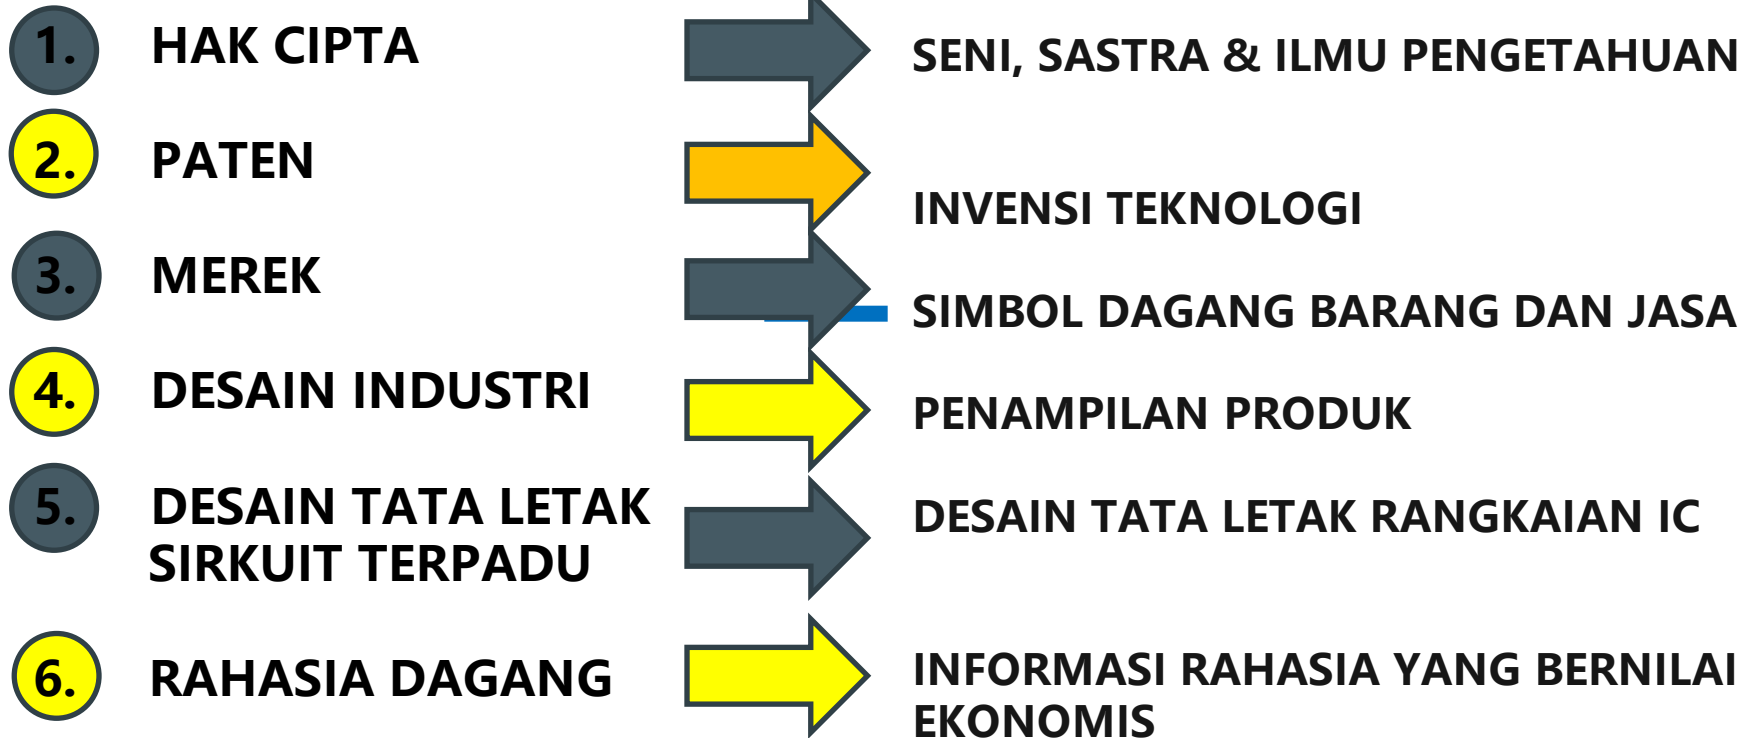 1. HAK CIPTA SENI, SASTRA & ILMU PENGETAHUAN
2. PATEN INVENSI TEKNOLOGI
3. MEREK SIMBOL DAGANG BARANG DAN JASA
4. DESAIN INDUSTRI PENAMPILAN PRODUK
5. DESAIN TATA LETAK DESAIN TATA LETAK RANGKAIAN IC
SIRKUIT TERPADU
6. RAHASIA DAGANG INFORMASI RAHASIA YANG BERNILAI
EKONOMIS